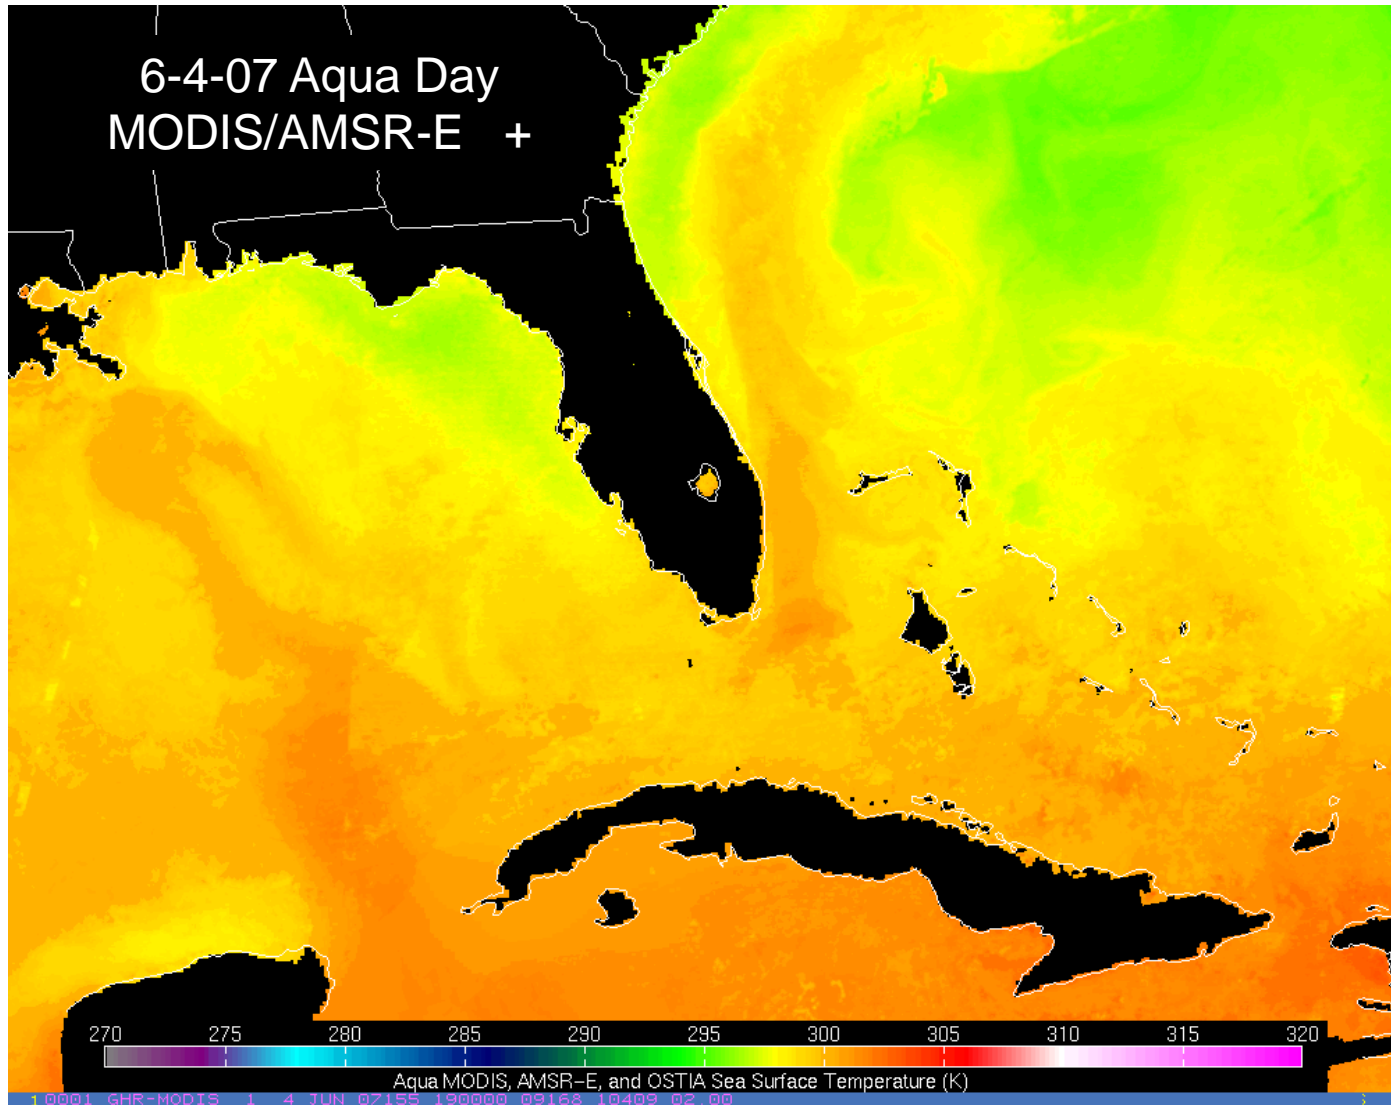 6-4-07 Aqua Day
MODIS/AMSR-E +
270 275 280 285 290 295 300 305 310 315 320
Aqua MODIS, AMSR-E, and OSTIA Sea Surface Temperature (K)
1 0001 GHR-MODIS 1 4 JUN 07155 190000 09168 10409 02.00